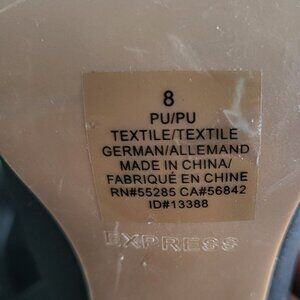 8
PU/PU
TEXTILE/TEXTILE
GERMAN/ALLEMAND
MADE IN CHINA/
FABRIQUÉ EN CHINE
RN#55285 CA#56842
ID#13388
EXPRESS